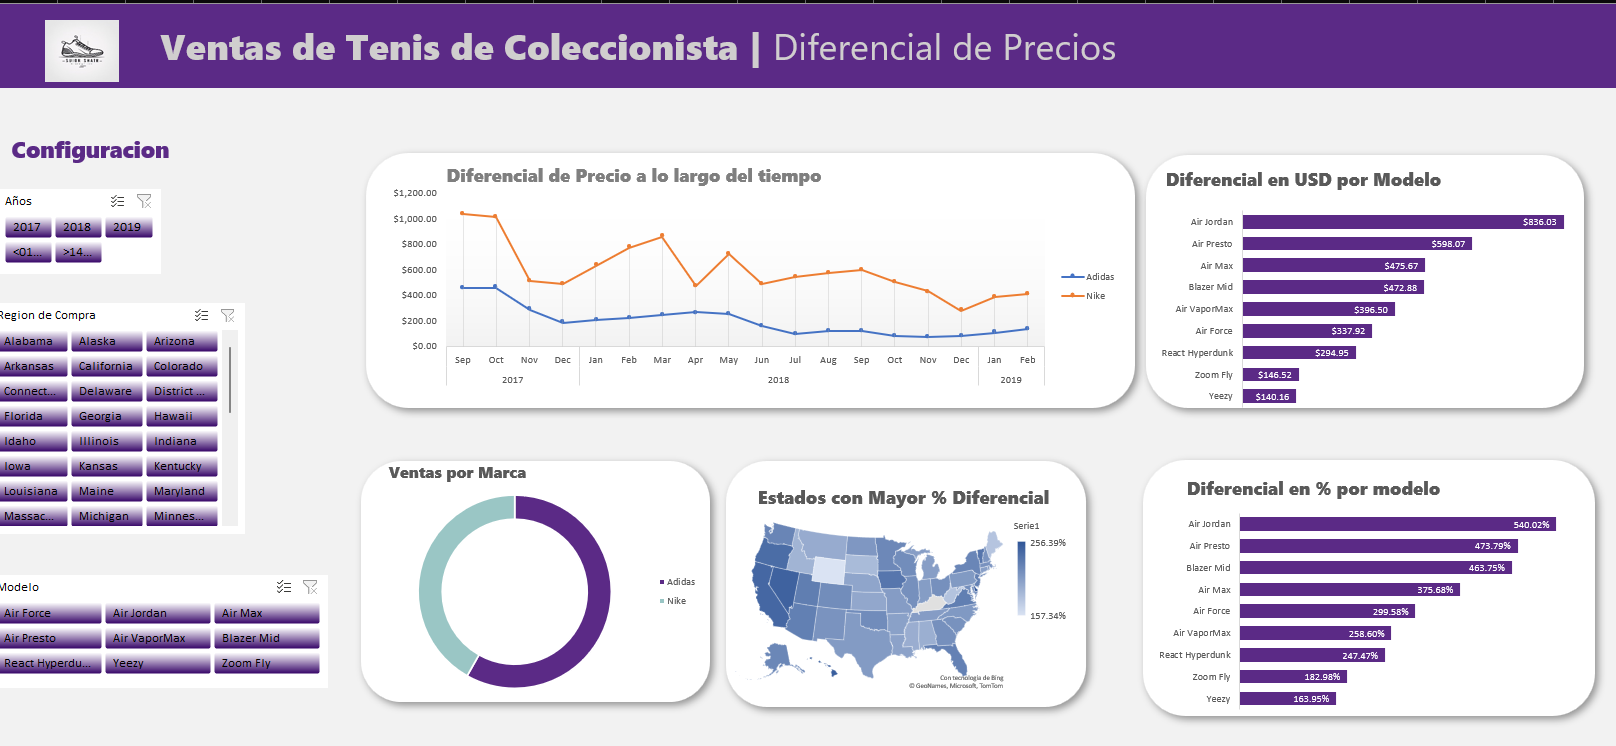 Ventas de Tenis de Coleccionista | Diferencial de Precios
Configuracion
Años
2017 2018 2019
<01... >14...
Region de Compra
Alabama Alaska Arizona
Arkansas California Colorado
Connect... Delaware District ...
Florida Georgia Hawaii
Idaho Illinois Indiana
Iowa Kansas Kentucky
Louisiana Maine Maryland
Massac... Michigan Minnes...
Modelo
Air Force Air Jordan Air Max
Air Presto Air VaporMax Blazer Mid
React Hyperdu... Yeezy Zoom Fly
Diferencial de Precio a lo largo del tiempo
$1,200.00
$1,000.00
$800.00
$600.00
$400.00
$200.00
$0.00
Sep Oct Nov Dec Jan Feb Mar Apr May Jun Jul Aug Sep Oct Nov Dec Jan Feb
2017 2018 2019
Adidas
Nike
Diferencial en USD por Modelo
Air Jordan $836.03
Air Presto $598.07
Air Max $475.67
Blazer Mid $472.88
Air VaporMax $396.50
Air Force $337.92
React Hyperdunk $294.95
Zoom Fly $146.52
Yeezy $140.16
Ventas por Marca
Adidas
Nike
Estados con Mayor % Diferencial
Serie1
256.39%
157.34%
Con tecnología de Bing
© GeoNames, Microsoft, TomTom
Diferencial en % por modelo
Air Jordan 540.02%
Air Presto 473.79%
Blazer Mid 463.75%
Air Max 375.68%
Air Force 299.58%
Air VaporMax 258.60%
React Hyperdunk 247.47%
Zoom Fly 182.98%
Yeezy 163.95%